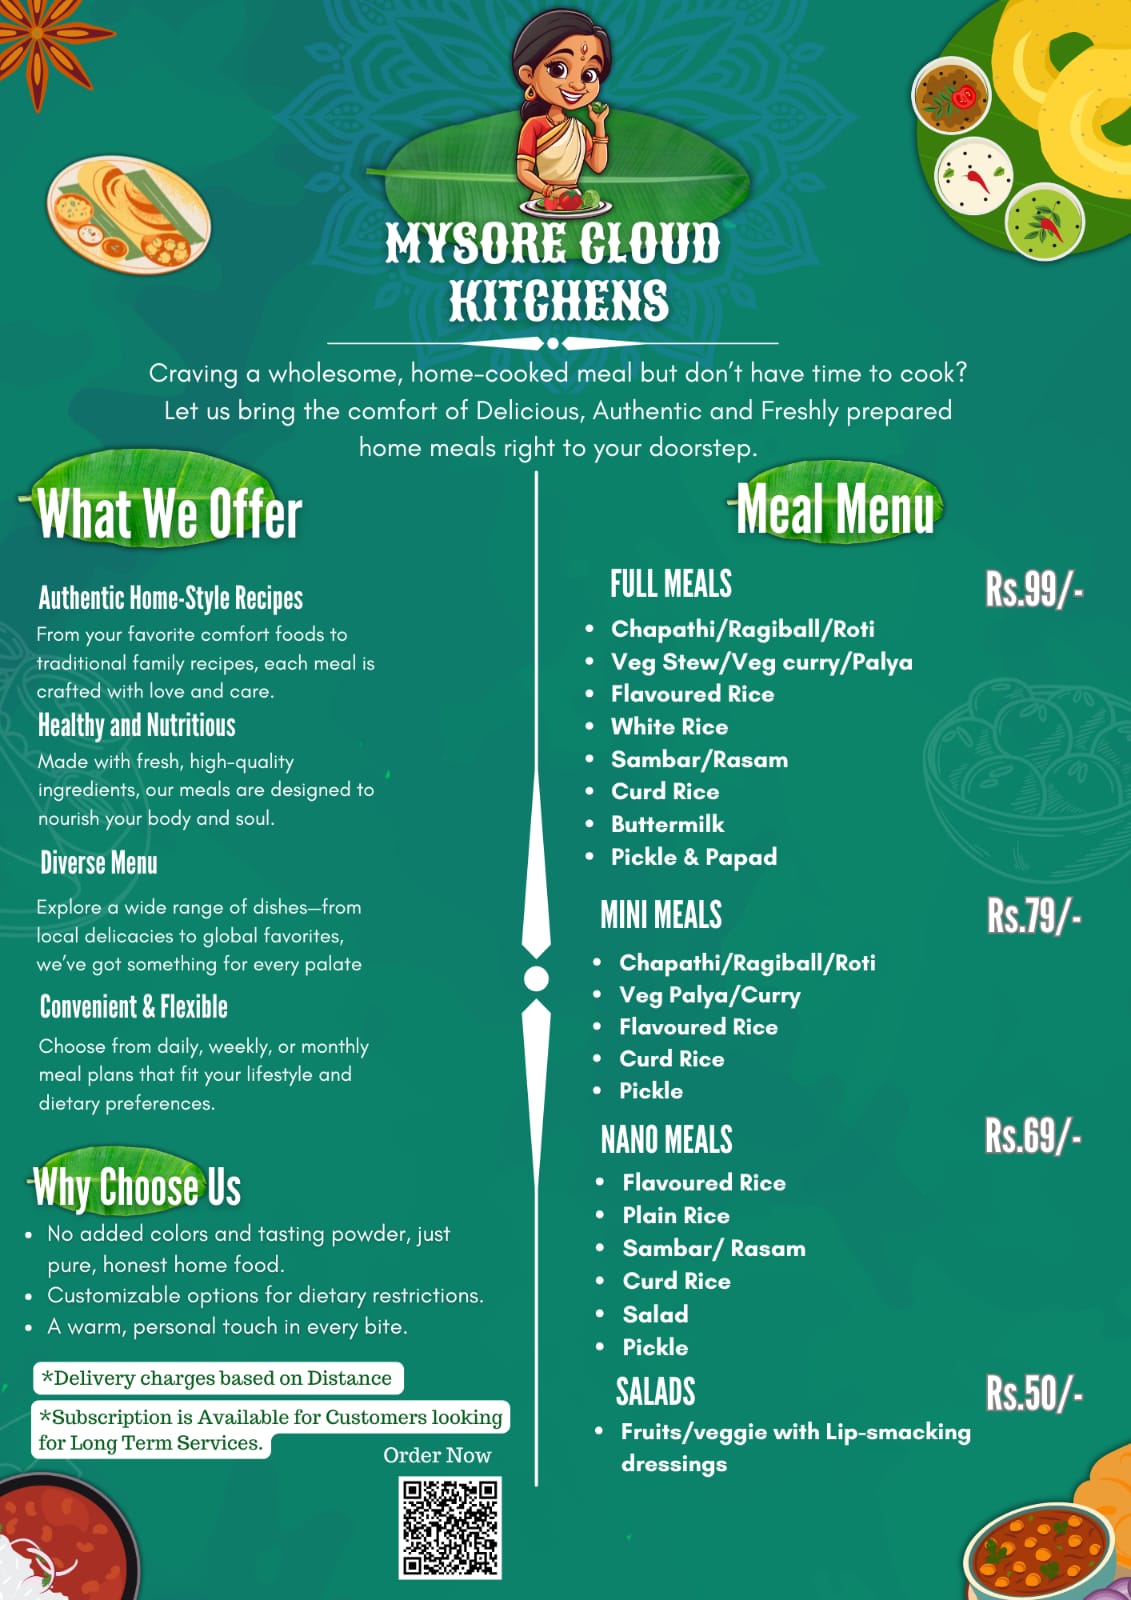 MYSORE CLOUD
KITCHENS
Craving a wholesome, home-cooked meal but don't have time to cook?
Let us bring the comfort of Delicious, Authentic and Freshly prepared
home meals right to your doorstep.
What We Offer
Authentic Home-Style Recipes
From your favorite comfort foods to
traditional family recipes, each meal is
crafted with love and care.
Healthy and Nutritious
Made with fresh, high-quality
ingredients, our meals are designed to
nourish your body and soul.
Diverse Menu
Explore a wide range of dishes—from
local delicacies to global favorites,
we've got something for every palate
Convenient & Flexible
Choose from daily, weekly, or monthly
meal plans that fit your lifestyle and
dietary preferences.
Why Choose Us
• No added colors and tasting powder, just
pure, honest home food.
• Customizable options for dietary restrictions.
• A warm, personal touch in every bite.
*Delivery charges based on Distance
*Subscription is Available for Customers looking
for Long Term Services.
Order Now
Meal Menu
FULL MEALS Rs.99/-
• Chapathi/Ragiball/Roti
• Veg Stew/Veg curry/Palya
• Flavoured Rice
• White Rice
• Sambar/Rasam
• Curd Rice
• Buttermilk
• Pickle & Papad
MINI MEALS Rs.79/-
• Chapathi/Ragiball/Roti
• Veg Palya/Curry
• Flavoured Rice
• Curd Rice
• Pickle
NANO MEALS Rs.69/-
• Flavoured Rice
• Plain Rice
• Sambar/ Rasam
• Curd Rice
• Salad
• Pickle
SALADS Rs.50/-
• Fruits/veggie with Lip-smacking
dressings